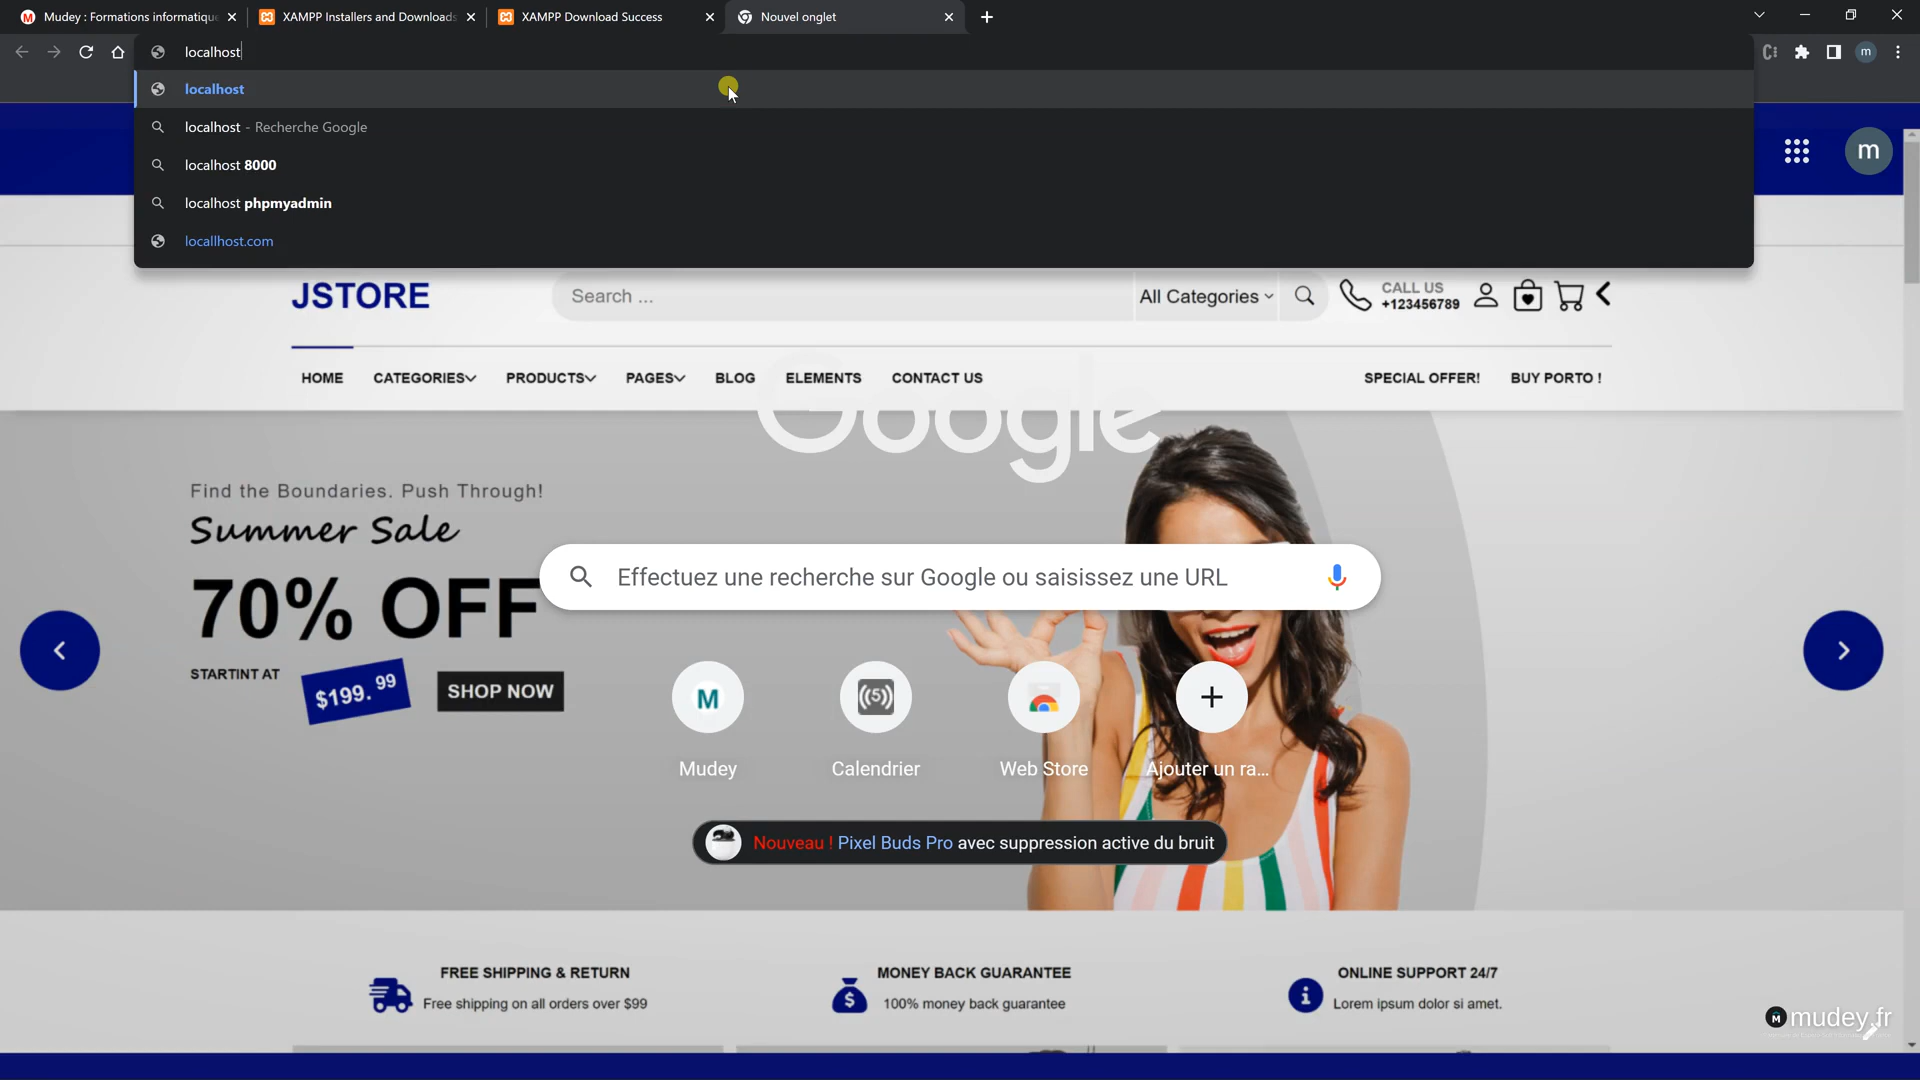 Mudey : Formations informatique
XAMPP Installers and Downloads
XAMPP Download Success
Nouvel onglet
localhost
m
localhost
localhost - Recherche Google
localhost 8000
localhost phpmyadmin
locallhost.com
m
JSTORE
Search ...
All Categories
CALL US
+123456789
HOME
CATEGORIES
PRODUCTS
PAGES
BLOG
ELEMENTS
CONTACT US
SPECIAL OFFER!
BUY PORTO !
Google
Find the Boundaries. Push Through!
Summer Sale
70% OFF
STARTINT AT
$199. 99
SHOP NOW
Effectuez une recherche sur Google ou saisissez une URL
M
((5))
Mudey
Calendrier
Web Store
Ajouter un ra...
Nouveau ! Pixel Buds Pro avec suppression active du bruit
FREE SHIPPING & RETURN
Free shipping on all orders over $99
MONEY BACK GUARANTEE
100% money back guarantee
ONLINE SUPPORT 24/7
Lorem ipsum dolor si amet.
mudey.fr